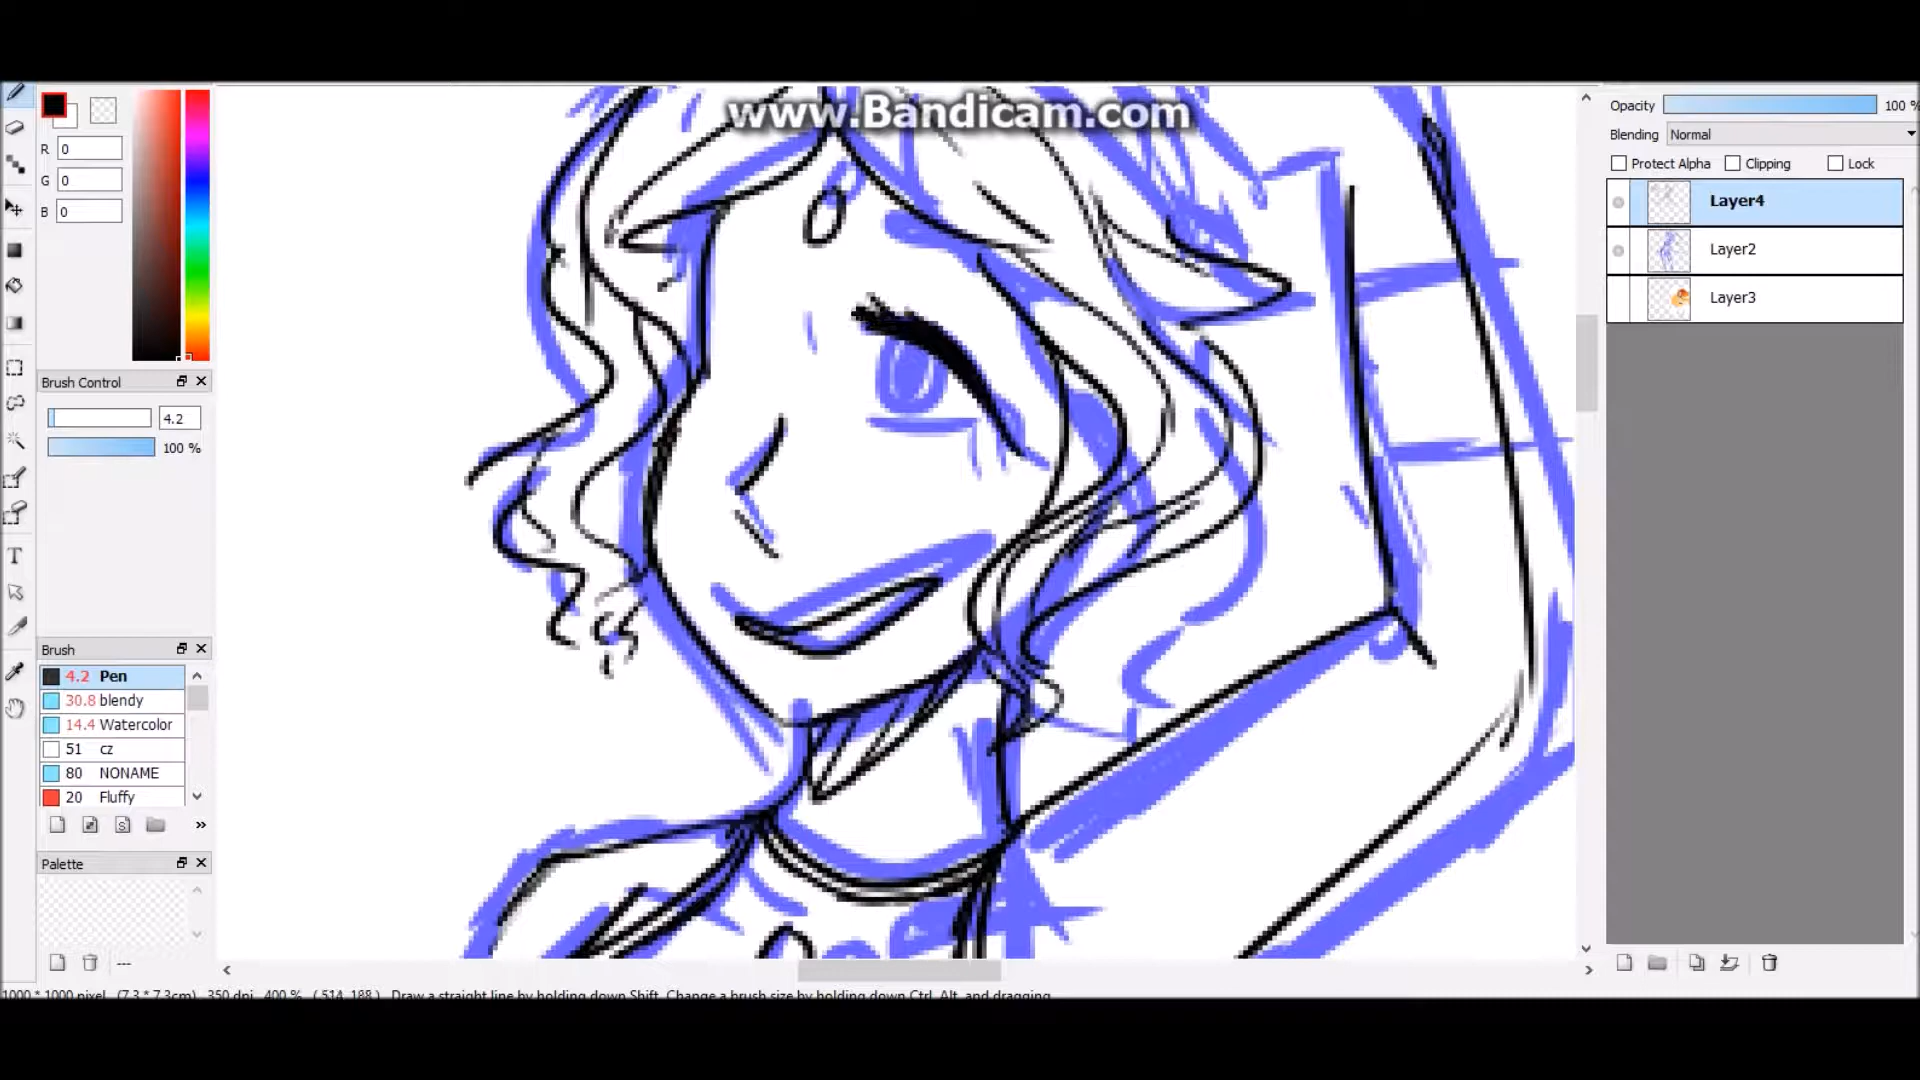 www.Bandicam.com
Opacity 100 %
Blending Normal
Protect Alpha Clipping Lock
Layer4
Layer2
Layer3
R 0
G 0
B 0
Brush Control
4.2
100 %
Brush
4.2 Pen
30.8 blendy
14.4 Watercolor
51 cz
80 NONAME
20 Fluffy
Palette
1000 * 1000 pixel (7.3 * 7.3cm) 350 dpi 400 % ( 514, 188 ) Draw a straight line by holding down Shift, Change a brush size by holding down Ctrl, Alt, and dragging